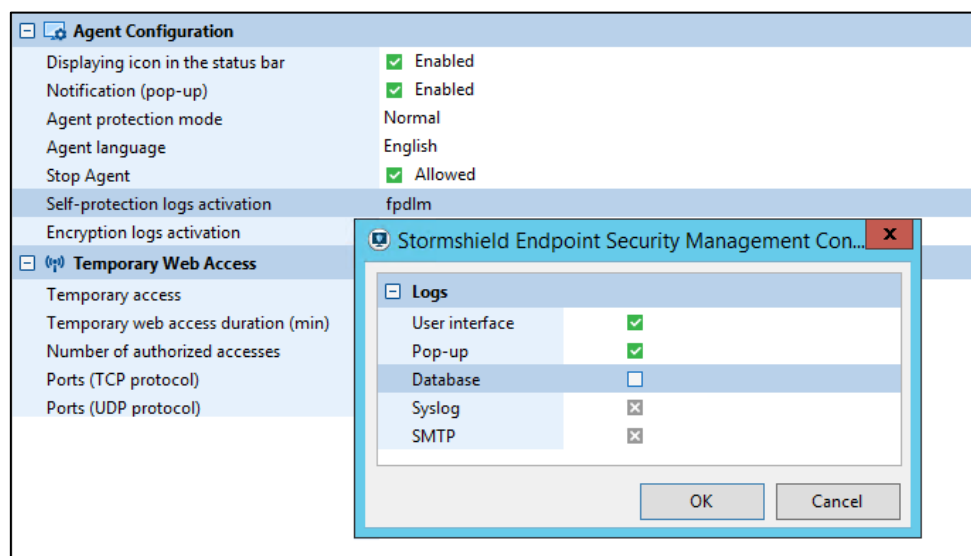 Agent Configuration
Displaying icon in the status bar Enabled
Notification (pop-up) Enabled
Agent protection mode Normal
Agent language English
Stop Agent Allowed
Self-protection logs activation fpdlm
Encryption logs activation
Temporary Web Access
Temporary access
Temporary web access duration (min)
Number of authorized accesses
Ports (TCP protocol)
Ports (UDP protocol)
Stormshield Endpoint Security Management Con...
Logs
User interface
Pop-up
Database
Syslog
SMTP
OK Cancel